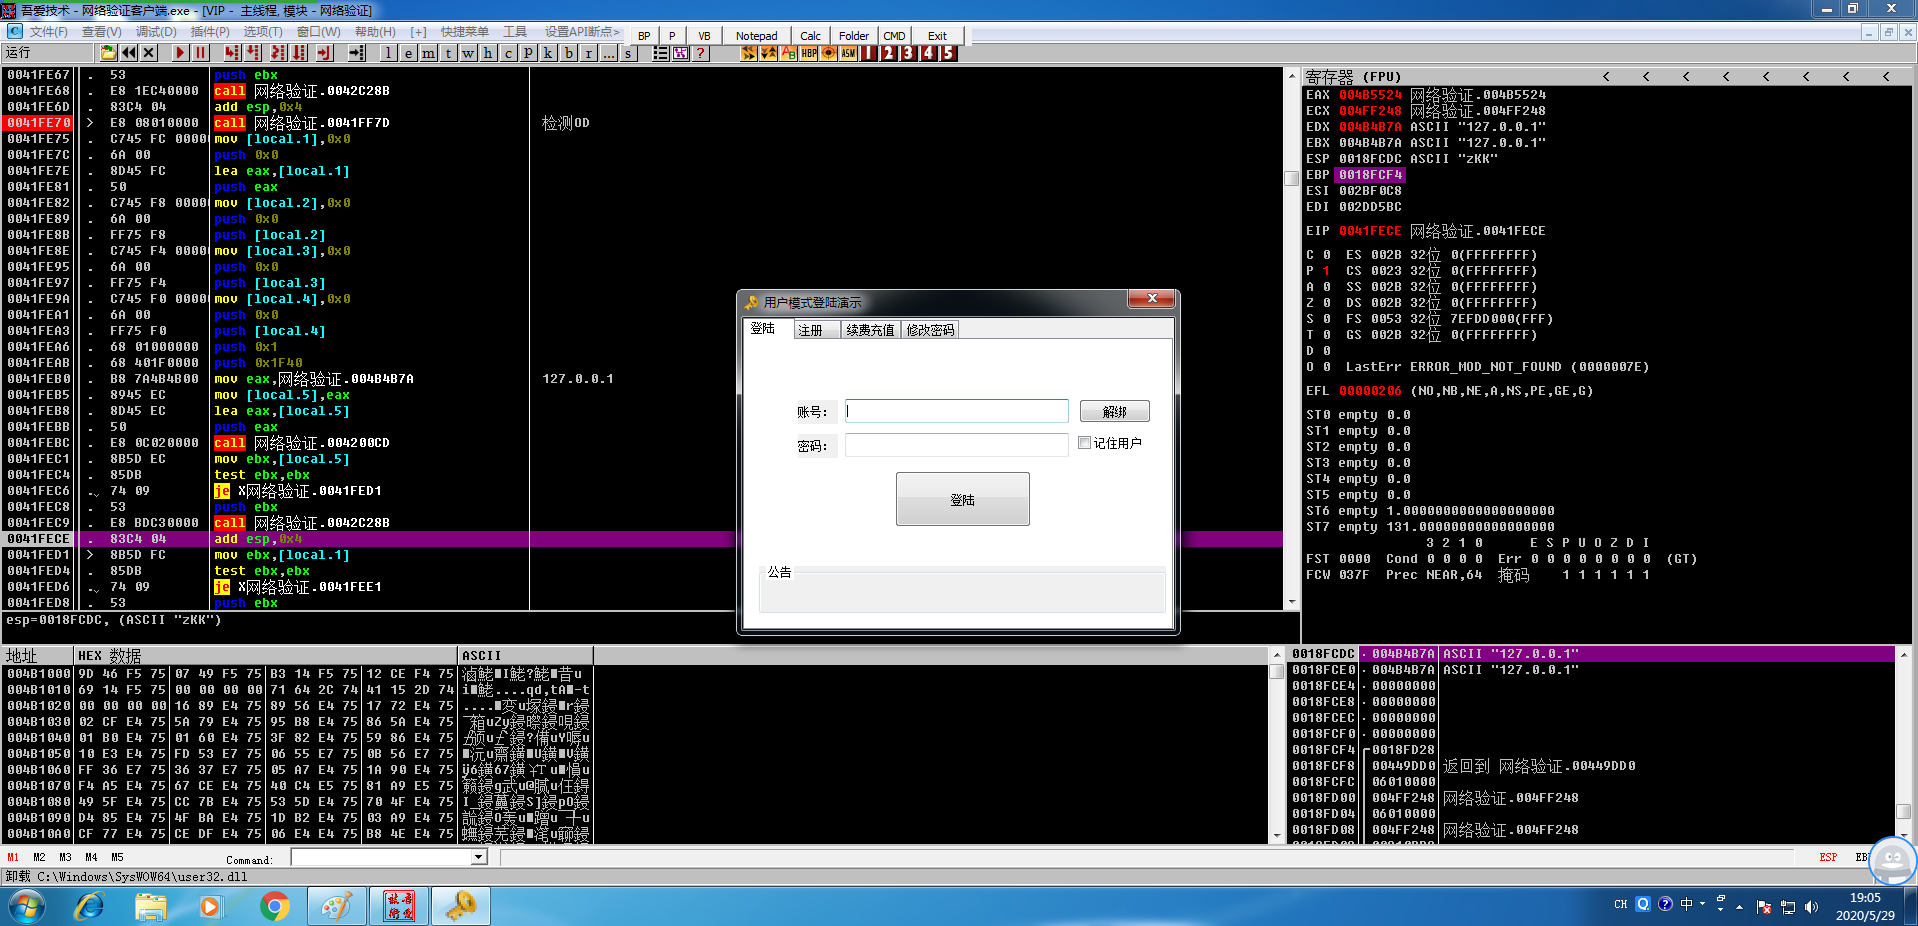 吾爱技术 - 网络验证客户端.exe - [VIP - 主线程, 模块 - 网络验证]
文件(F) 查看(V) 调试(D) 插件(P) 选项(T) 窗口(W) 帮助(H) [+] 快捷菜单 工具 设置API断点> BP P VB Notepad Calc Folder CMD Exit
运行 l e m t w h c p k b r ... s ? HBP ASM 1 2 3 4 5
0041FE67 . 53 push ebx
0041FE68 . E8 1EC40000 call 网络验证.0042C28B
0041FE6D . 83C4 04 add esp,0x4
0041FE70 > E8 08010000 call 网络验证.0041FF7D 检测OD
0041FE75 . C745 FC 0000 mov [local.1],0x0
0041FE7C . 6A 00 push 0x0
0041FE7E . 8D45 FC lea eax,[local.1]
0041FE81 . 50 push eax
0041FE82 . C745 F8 0000 mov [local.2],0x0
0041FE89 . 6A 00 push 0x0
0041FE8B . FF75 F8 push [local.2]
0041FE8E . C745 F4 0000 mov [local.3],0x0
0041FE95 . 6A 00 push 0x0
0041FE97 . FF75 F4 push [local.3]
0041FE9A . C745 F0 0000 mov [local.4],0x0
0041FEA1 . 6A 00 push 0x0
0041FEA3 . FF75 F0 push [local.4]
0041FEA6 . 68 01000000 push 0x1
0041FEAB . 68 401F0000 push 0x1F40
0041FEB0 . B8 7A4B4B00 mov eax,网络验证.004B4B7A 127.0.0.1
0041FEB5 . 8945 EC mov [local.5],eax
0041FEB8 . 8D45 EC lea eax,[local.5]
0041FEBB . 50 push eax
0041FEBC . E8 0C020000 call 网络验证.004200CD
0041FEC1 . 8B5D EC mov ebx,[local.5]
0041FEC4 . 85DB test ebx,ebx
0041FEC6 . 74 09 je X网络验证.0041FED1
0041FEC8 . 53 push ebx
0041FEC9 . E8 BDC30000 call 网络验证.0042C28B
0041FECE . 83C4 04 add esp,0x4
0041FED1 > 8B5D FC mov ebx,[local.1]
0041FED4 . 85DB test ebx,ebx
0041FED6 . 74 09 je X网络验证.0041FEE1
0041FED8 . 53 push ebx
esp=0018FCDC, (ASCII "zKK")
寄存器 (FPU) < < < < < < < <
EAX 004B5524 网络验证.004B5524
ECX 004FF248 网络验证.004FF248
EDX 004B4B7A ASCII "127.0.0.1"
EBX 004B4B7A ASCII "127.0.0.1"
ESP 0018FCDC ASCII "zKK"
EBP 0018FCF4
ESI 002BF0C8
EDI 002DD5BC
EIP 0041FECE 网络验证.0041FECE
C 0 ES 002B 32位 0(FFFFFFFF)
P 1 CS 0023 32位 0(FFFFFFFF)
A 0 SS 002B 32位 0(FFFFFFFF)
Z 0 DS 002B 32位 0(FFFFFFFF)
S 0 FS 0053 32位 7EFDD000(FFF)
T 0 GS 002B 32位 0(FFFFFFFF)
D 0
O 0 LastErr ERROR_MOD_NOT_FOUND (0000007E)
EFL 00000206 (NO,NB,NE,A,NS,PE,GE,G)
ST0 empty 0.0
ST1 empty 0.0
ST2 empty 0.0
ST3 empty 0.0
ST4 empty 0.0
ST5 empty 0.0
ST6 empty 1.0000000000000000000
ST7 empty 131.00000000000000000
3 2 1 0 E S P U O Z D I
FST 0000 Cond 0 0 0 0 Err 0 0 0 0 0 0 0 0 (GT)
FCW 037F Prec NEAR,64 掩码 1 1 1 1 1 1
用户模式登陆演示
登陆 注册 续费充值 修改密码
账号: 解绑
密码: 记住用户
登陆
公告
地址 HEX 数据 ASCII
004B1000 9D 46 F5 75 07 49 F5 75 B3 14 F5 75 12 CE F4 75
004B1010 69 14 F5 75 00 00 00 00 71 64 2C 74 41 15 2D 74
004B1020 00 00 00 00 16 89 E4 75 89 56 E4 75 17 72 E4 75
004B1030 02 CF E4 75 5A 79 E4 75 95 B8 E4 75 86 5A E4 75
004B1040 01 B0 E4 75 01 60 E4 75 3F 82 E4 75 59 86 E4 75
004B1050 10 E3 E4 75 FD 53 E7 75 06 55 E7 75 0B 56 E7 75
004B1060 FF 36 E7 75 36 37 E7 75 05 A7 E4 75 1A 90 E4 75
004B1070 F4 A5 E4 75 67 CE E4 75 40 C4 E5 75 81 A9 E5 75
004B1080 49 5F E4 75 CC 7B E4 75 53 5D E4 75 70 4F E4 75
004B1090 D4 85 E4 75 4F BA E4 75 1D B2 E4 75 03 A9 E4 75
004B10A0 CF 77 E4 75 CE DF E4 75 06 E4 E4 75 B8 4E E4 75
0018FCDC 004B4B7A ASCII "127.0.0.1"
0018FCE0 004B4B7A ASCII "127.0.0.1"
0018FCE4 00000000
0018FCE8 00000000
0018FCEC 00000000
0018FCF0 00000000
0018FCF4 0018FD28
0018FCF8 00449DD0 返回到 网络验证.00449DD0
0018FCFC 06010000
0018FD00 004FF248 网络验证.004FF248
0018FD04 06010000
0018FD08 004FF248 网络验证.004FF248
M1 M2 M3 M4 M5 Command: ESP
卸载 C:\Windows\SysWOW64\user32.dll
CH 中 19:05
2020/5/29